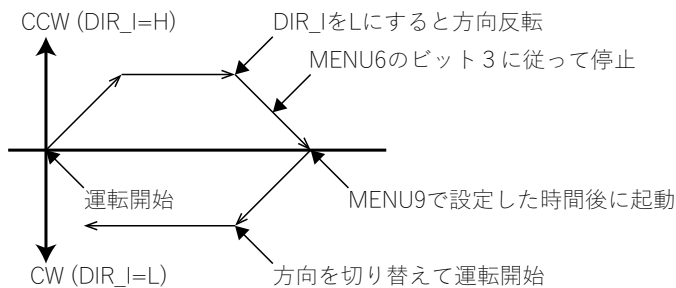 CCW (DIR_I=H)
DIR_IをLにすると方向反転
MENU6のビット３に従って停止
運転開始
MENU9で設定した時間後に起動
CW (DIR_I=L)
方向を切り替えて運転開始